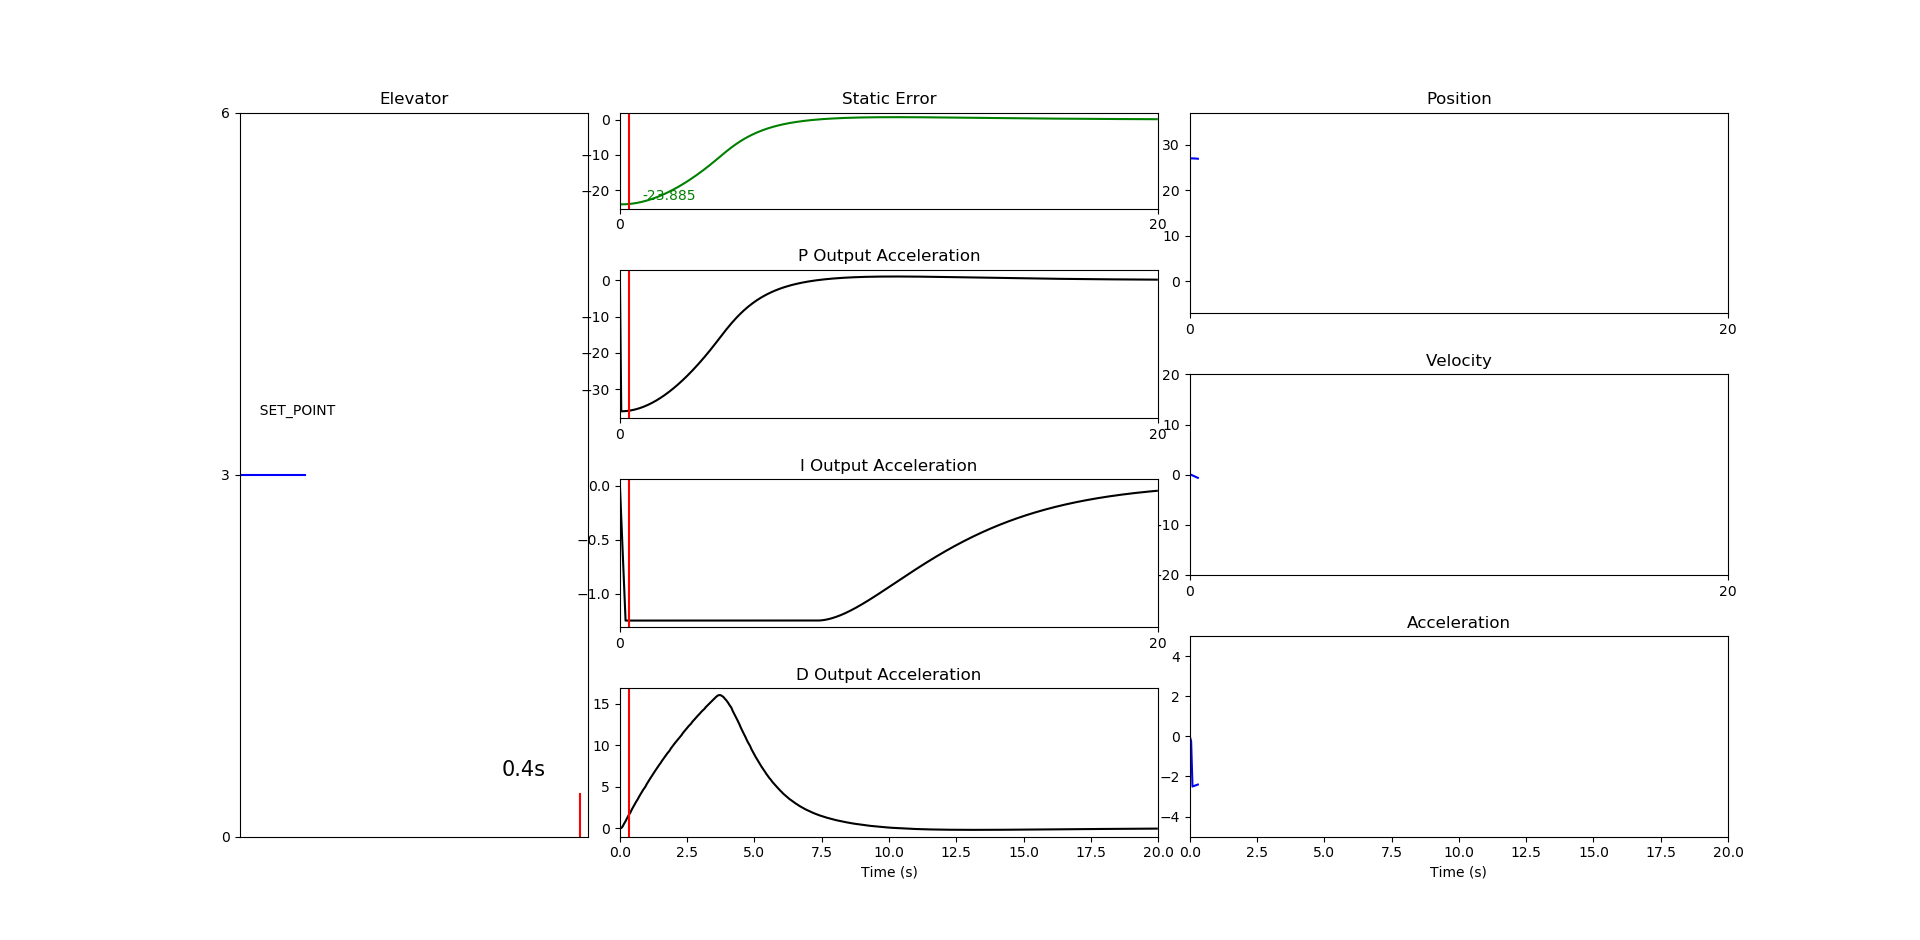 Elevator
6
3
0
SET_POINT
0.4s
Static Error
0
−10
−20
-23.885
0 20
P Output Acceleration
0
−10
−20
−30
0 20
I Output Acceleration
0.0
−0.5
−1.0
0 20
D Output Acceleration
15
10
5
0
0.0 2.5 5.0 7.5 10.0 12.5 15.0 17.5 20.0
Time (s)
Position
30
20
10
0
0 20
Velocity
20
10
0
-10
-20
0 20
Acceleration
4
2
0
−2
−4
0.0 2.5 5.0 7.5 10.0 12.5 15.0 17.5 20.0
Time (s)